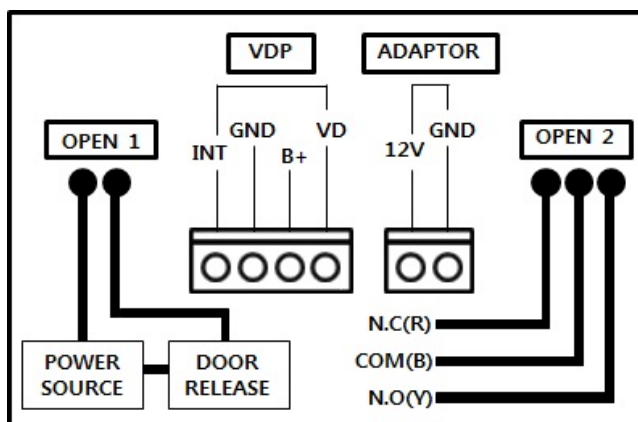 VDP
ADAPTOR
OPEN 1
INT
GND
B+
VD
12V
GND
OPEN 2
N.C(R)
COM(B)
N.O(Y)
POWER
SOURCE
DOOR
RELEASE